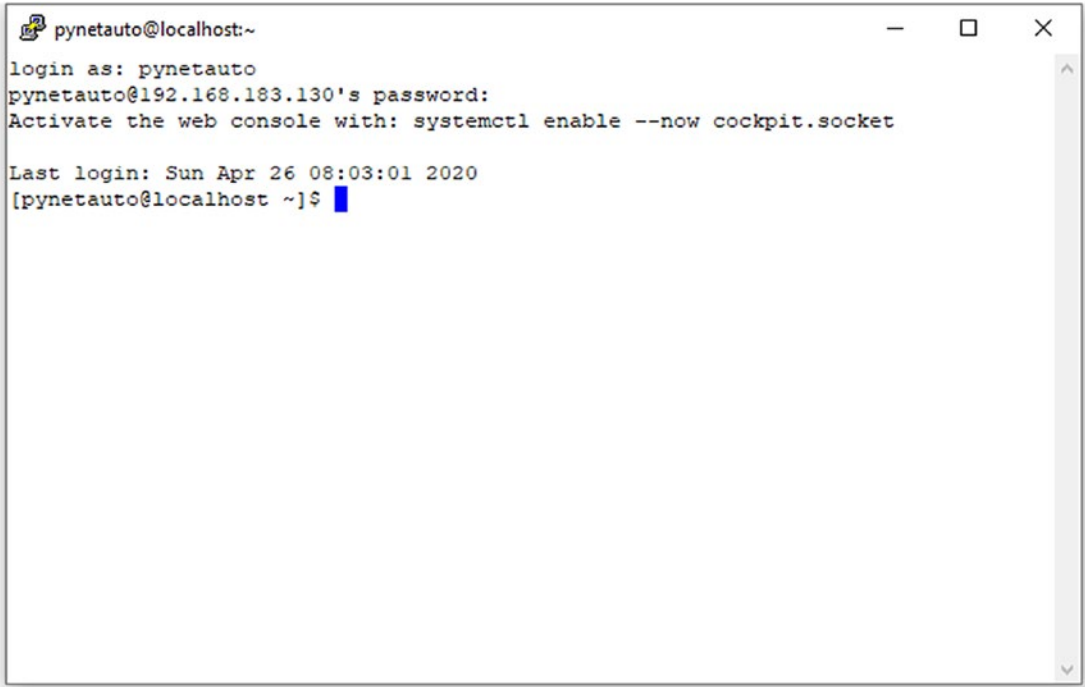 pynetauto@localhost:~
login as: pynetauto
pynetauto@192.168.183.130's password:
Activate the web console with: systemctl enable --now cockpit.socket
Last login: Sun Apr 26 08:03:01 2020
[pynetauto@localhost ~]$